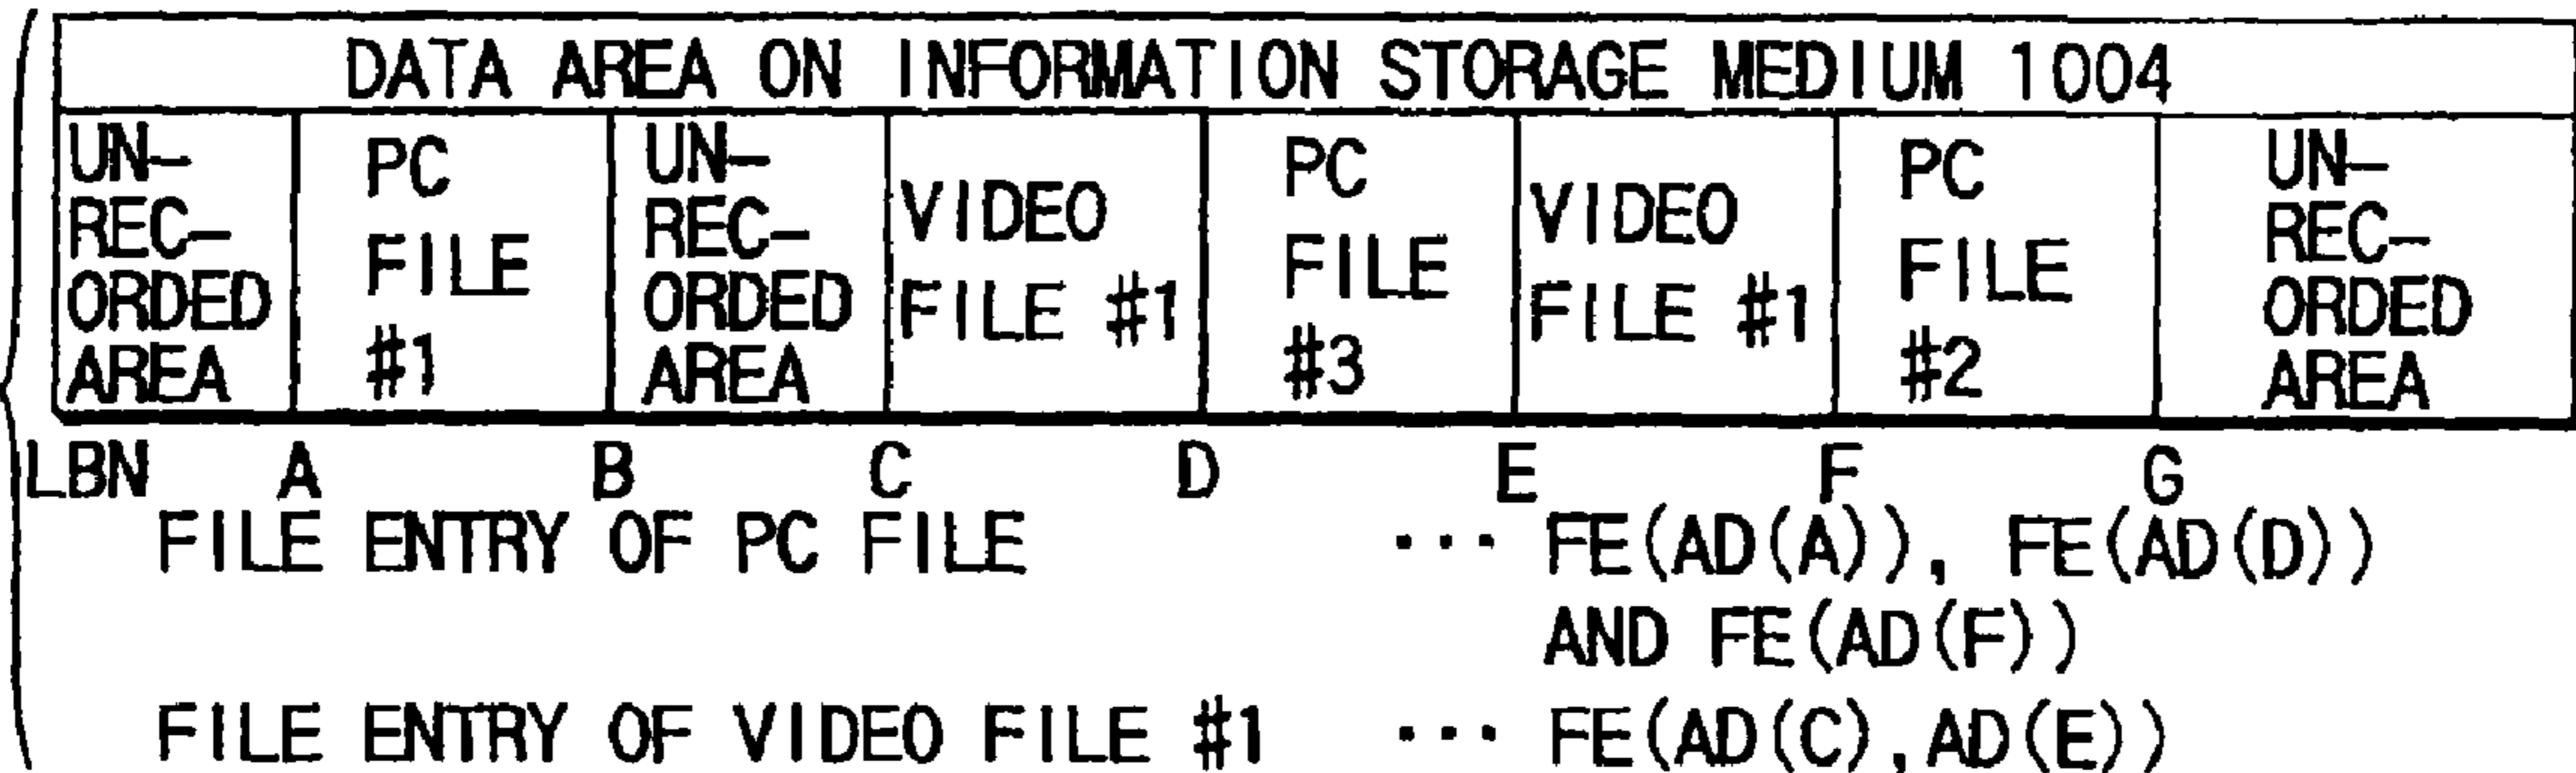 DATA AREA ON INFORMATION STORAGE MEDIUM 1004
UN-
REC-
ORDED
AREA
PC
FILE
#1
UN-
REC-
ORDED
AREA
VIDEO
FILE #1
PC
FILE
#3
VIDEO
FILE #1
PC
FILE
#2
UN-
REC-
ORDED
AREA
LBN A B C D E F G
FILE ENTRY OF PC FILE ··· FE(AD(A)), FE(AD(D))
AND FE(AD(F))
FILE ENTRY OF VIDEO FILE #1 ··· FE(AD(C),AD(E))